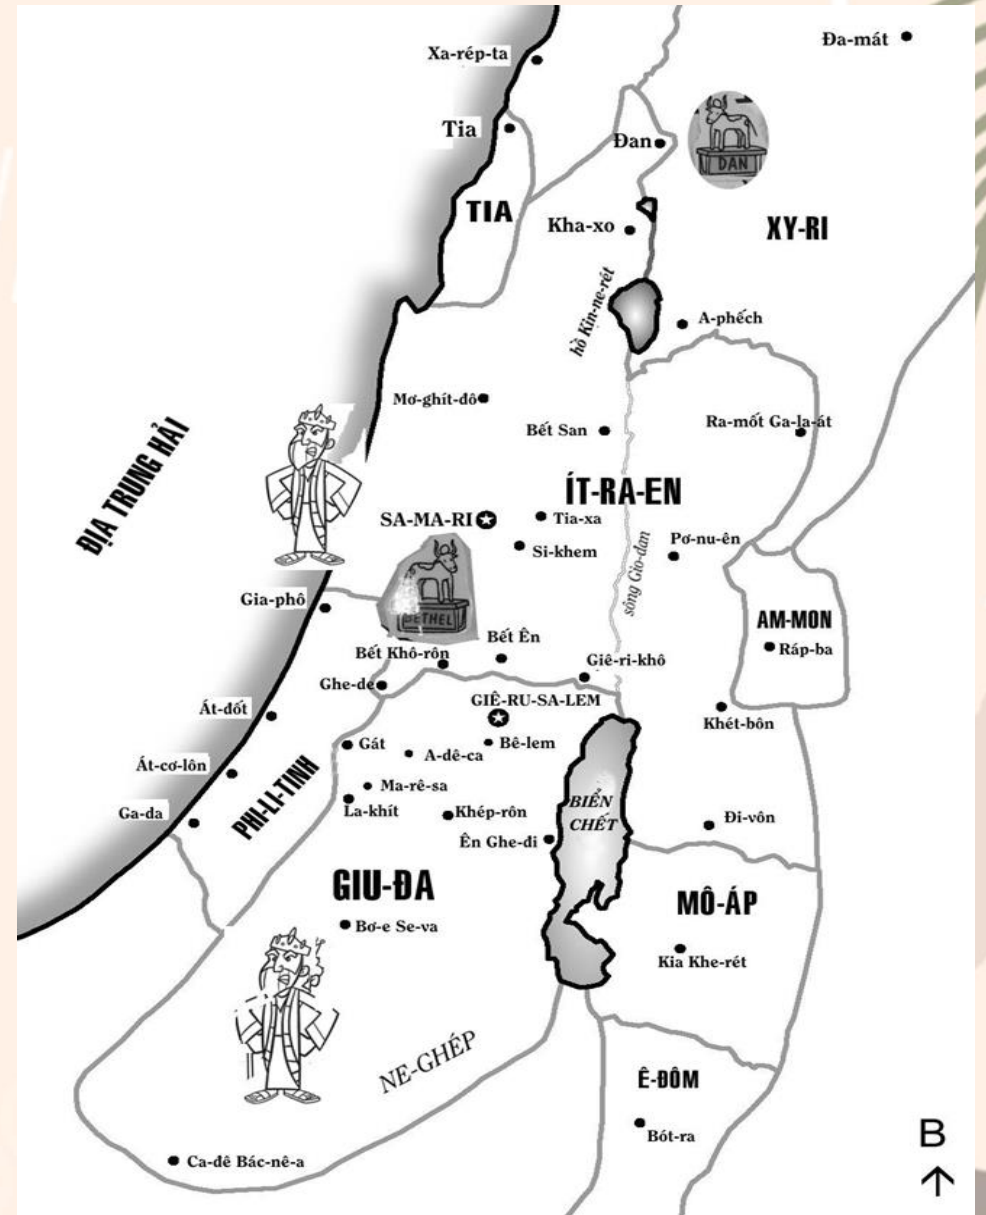 Đa-mát
Xa-rép-ta
Tia
Đan
DAN
TIA
Kha-xo
XY-RI
hồ Kin-ne-rét
A-phếch
Mơ-ghít-đô
Bết San
Ra-mốt Ga-la-át
ĐỊA TRUNG HẢI
ÍT-RA-EN
SA-MA-RI
Tia-xa
Si-khem
Pơ-nu-ên
sông Gio-dan
Gia-phô
BETHEL
AM-MON
Ráp-ba
Bết Ên
Bết Khô-rôn
Giê-ri-khô
Ghe-de
GIÊ-RU-SA-LEM
Khét-bôn
Át-đốt
Gát
A-dê-ca
Bê-lem
Át-cơ-lôn
PHI-LI-TINH
Ma-rê-sa
La-khít
Khép-rôn
BIỂN
CHẾT
Ga-da
Đi-vôn
Ên Ghe-đi
GIU-ĐA
MÔ-ÁP
Bơ-e Se-va
Kia Khe-rét
NE-GHÉP
Ê-ĐÔM
Bót-ra
B
Ca-đê Bác-nê-a